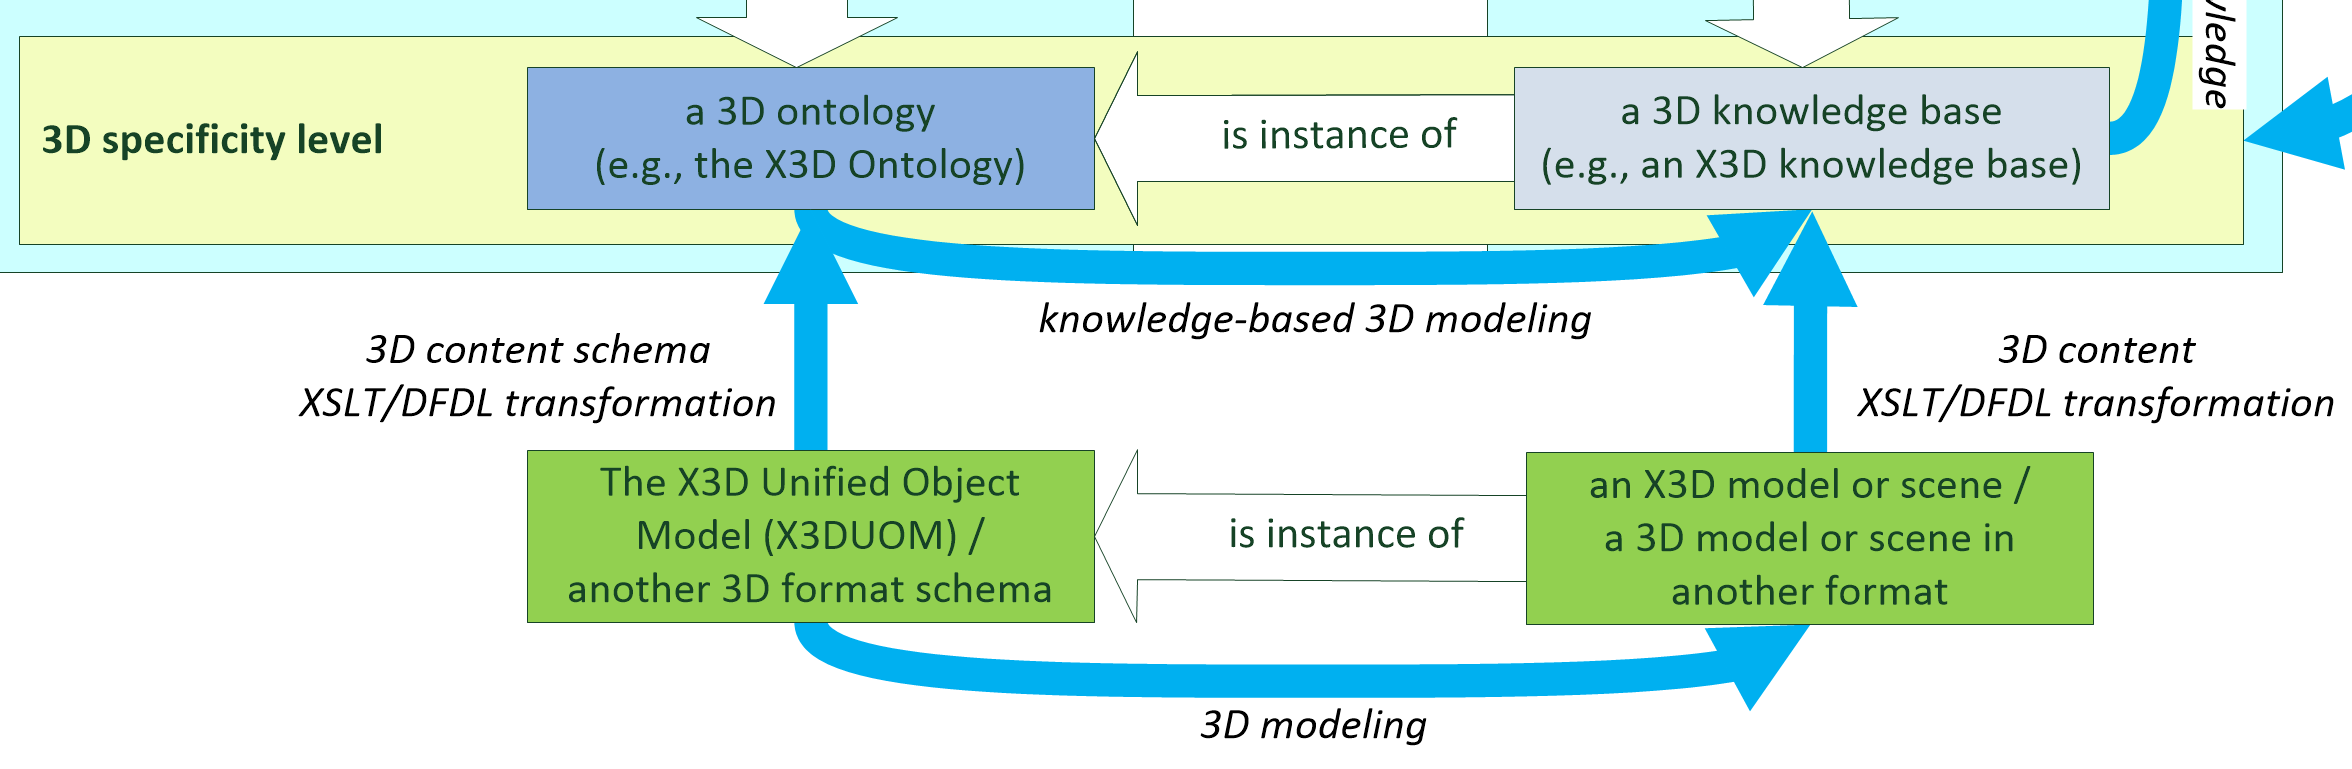 3D specificity level
a 3D ontology
(e.g., the X3D Ontology)
is instance of
a 3D knowledge base
(e.g., an X3D knowledge base)
knowledge-based 3D modeling
3D content schema
XSLT/DFDL transformation
3D content
XSLT/DFDL transformation
The X3D Unified Object
Model (X3DUOM) /
another 3D format schema
is instance of
an X3D model or scene /
a 3D model or scene in
another format
3D modeling